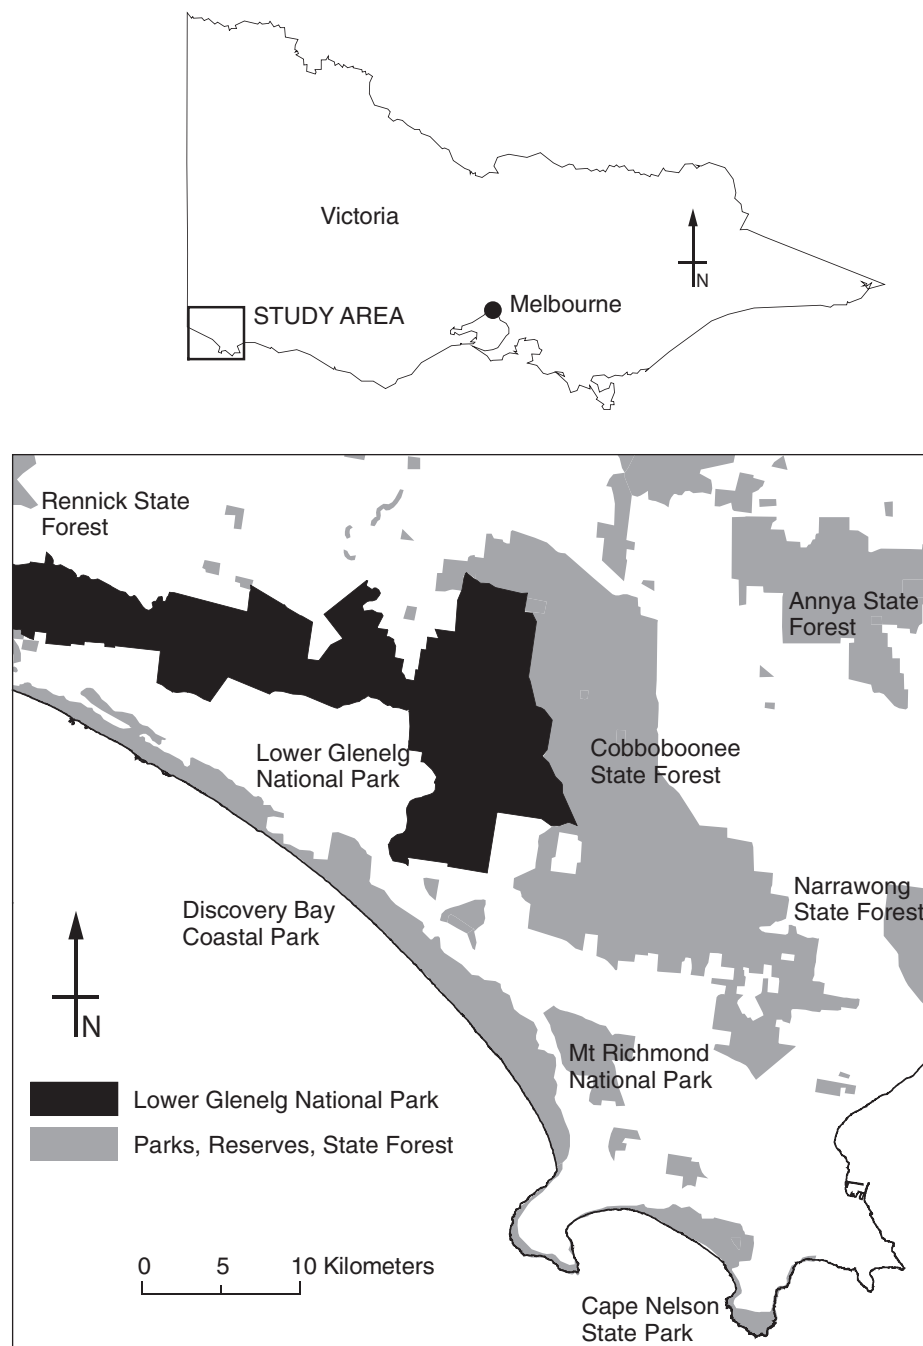 Victoria
N
STUDY AREA
Melbourne
Rennick State
Forest
Annya State
Forest
Lower Glenelg
National Park
Cobboboonee
State Forest
Narrawong
State Forest
Discovery Bay
Coastal Park
N
Mt Richmond
National Park
Lower Glenelg National Park
Parks, Reserves, State Forest
0 5 10 Kilometers
Cape Nelson
State Park